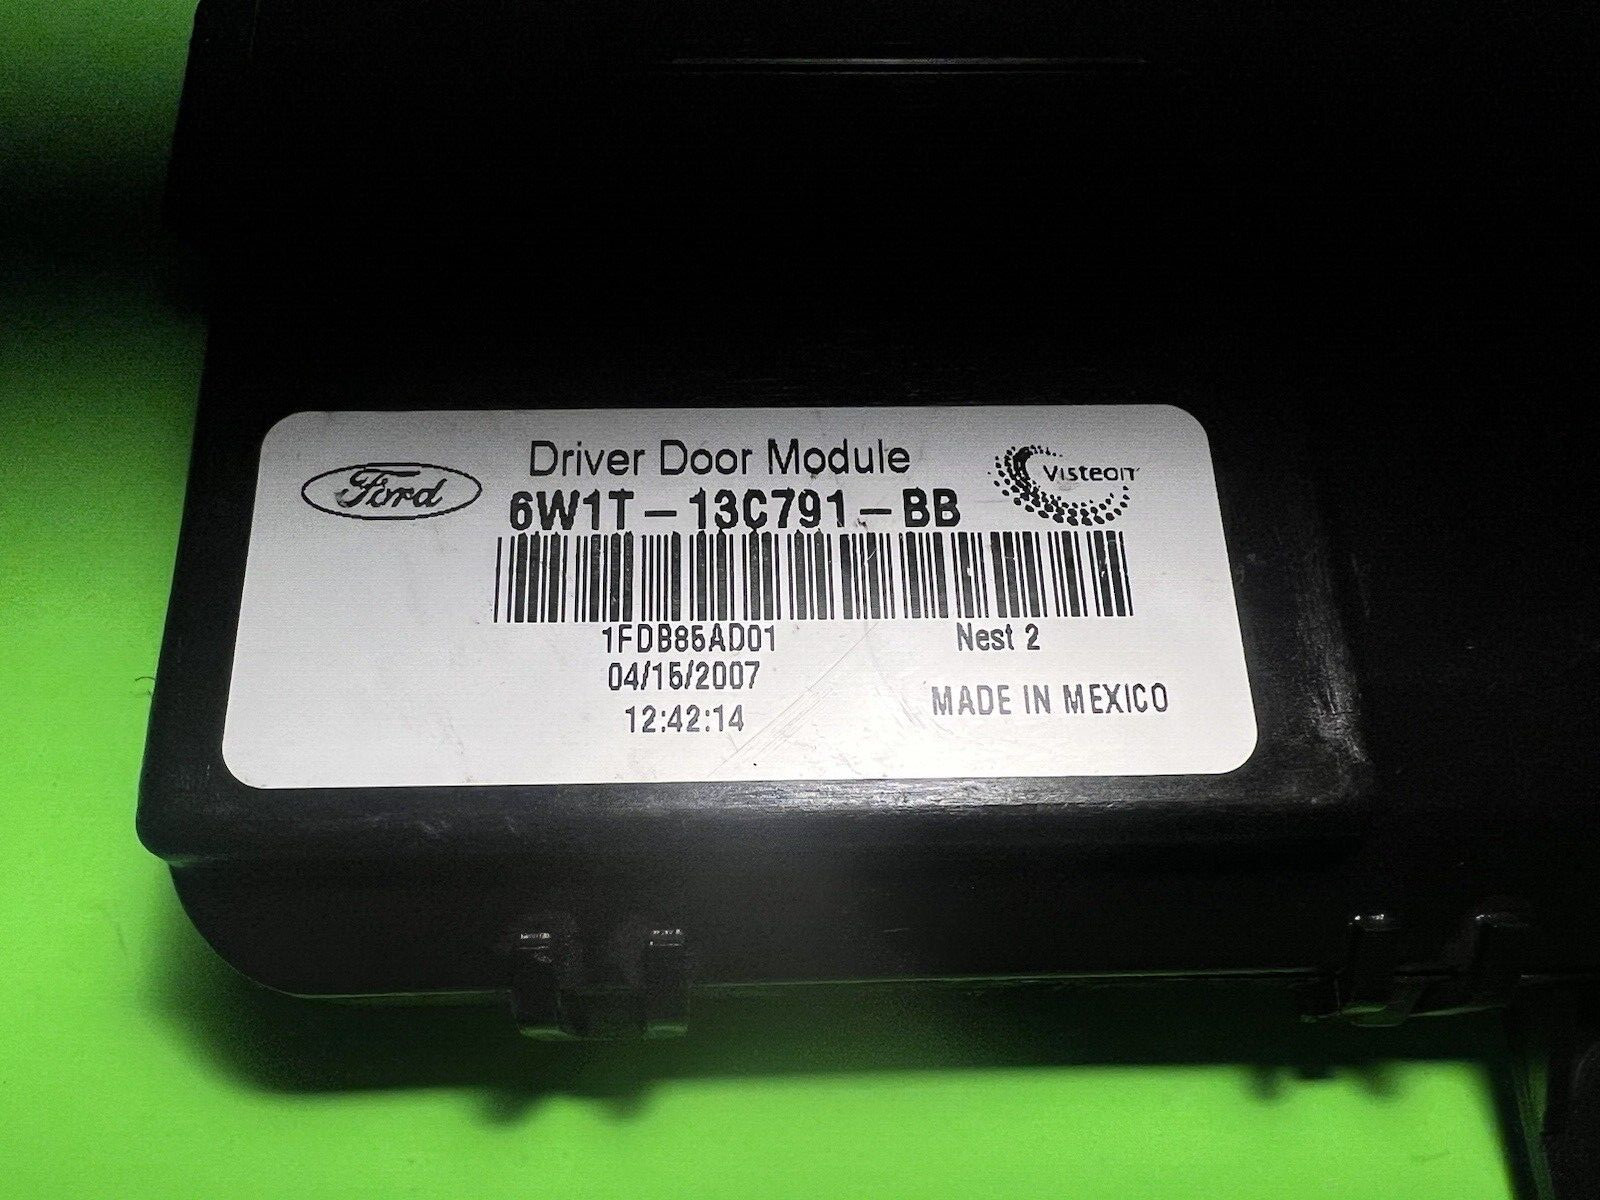 Ford
Driver Door Module
Visteon
6W1T-13C791-BB
1FDB85AD01
Nest 2
04/15/2007
MADE IN MEXICO
12:42:14